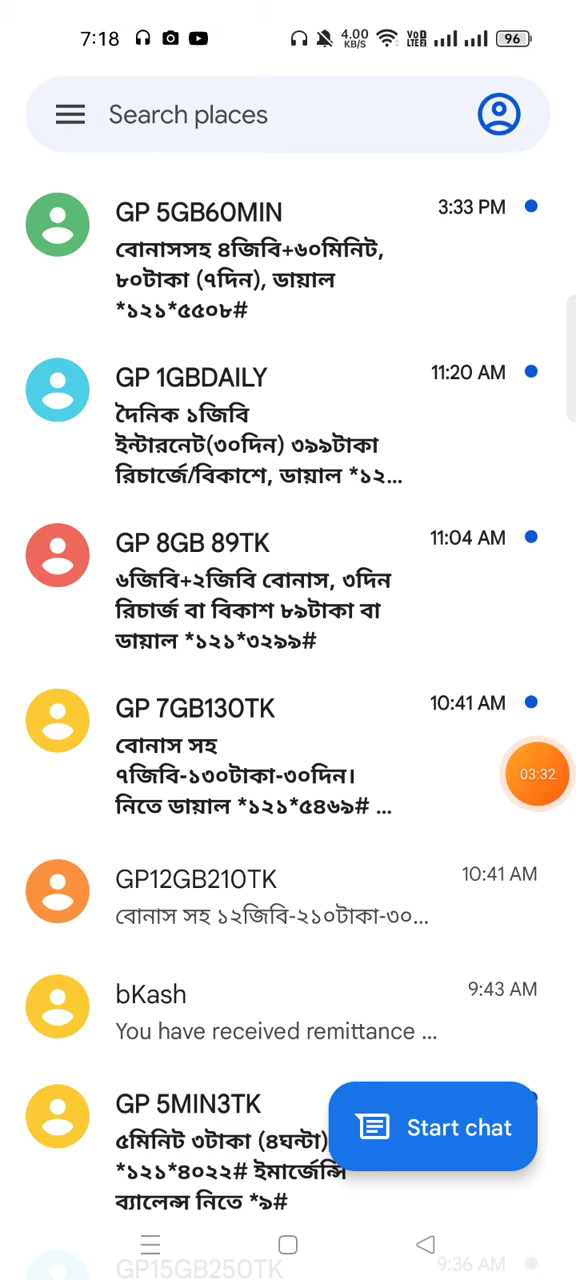 7:18
4.00 KB/S
VoD LTE 2
96
Search places
GP 5GB60MIN
3:33 PM
বোনাসসহ ৪জিবি+৬০মিনিট,
৮০টাকা (৭দিন), ডায়াল
*১২১*৫৫০৮#
GP 1GBDAILY
11:20 AM
দৈনিক ১জিবি
ইন্টারনেট(৩০দিন) ৩৯৯টাকা
রিচার্জে/বিকাশে, ডায়াল *১২...
GP 8GB 89TK
11:04 AM
৬জিবি+২জিবি বোনাস, ৩দিন
রিচার্জ বা বিকাশ ৮৯টাকা বা
ডায়াল *১২১*৩২৯৯#
GP 7GB130TK
10:41 AM
বোনাস সহ
৭জিবি-১৩০টাকা-৩০দিন।
নিতে ডায়াল *১২১*৫৪৬৯# ...
03:32
GP12GB210TK
10:41 AM
বোনাস সহ ১২জিবি-২১০টাকা-৩০...
bKash
9:43 AM
You have received remittance ...
GP 5MIN3TK
৫মিনিট ৩টাকা (৪ঘন্টা)
*১২১*৪০২২# ইমার্জেন্সি
ব্যালেন্স নিতে *৯#
Start chat
GP15GB250TK
9:36 AM